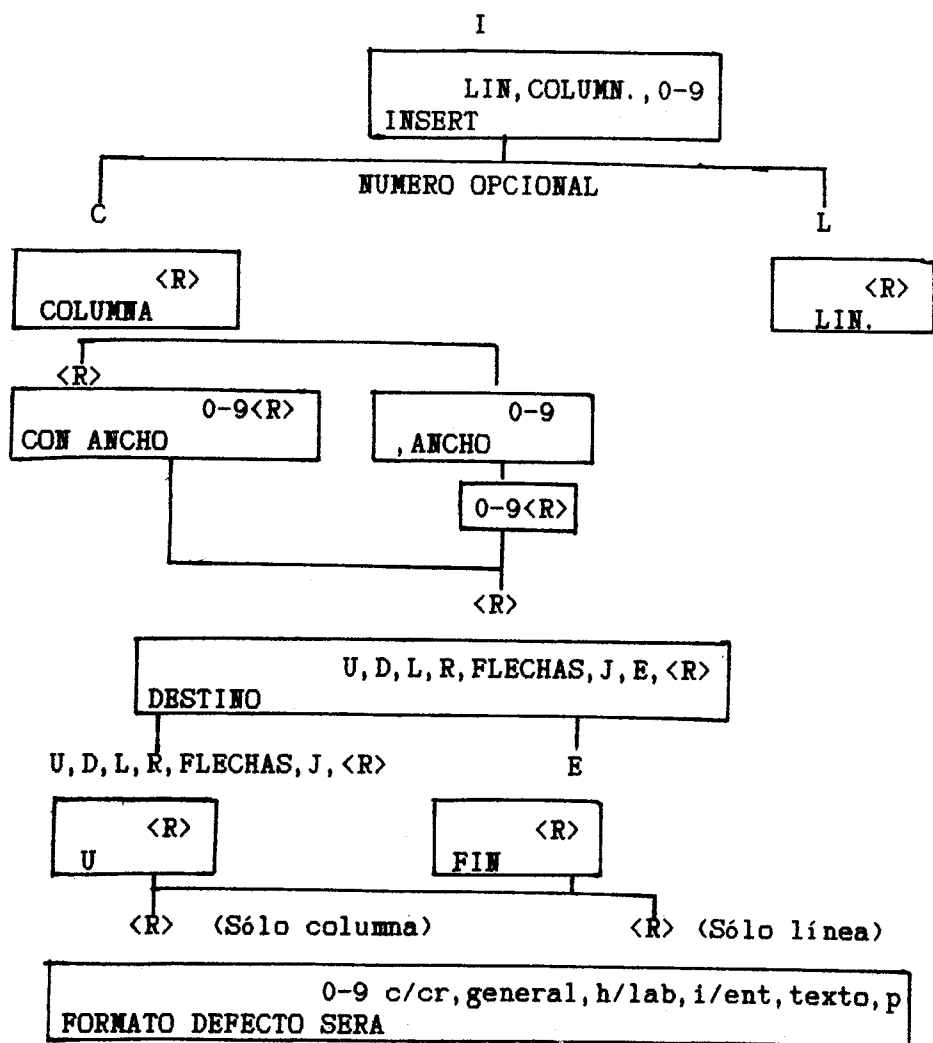 I
LIN,COLUMN.,0-9
INSERT
NUMERO OPCIONAL
C
L
<R>
COLUMNA
<R>
LIN.
<R>
0-9<R>
CON ANCHO
0-9
,ANCHO
0-9<R>
<R>
U,D,L,R,FLECHAS,J,E,<R>
DESTINO
U,D,L,R,FLECHAS,J,<R>
E
<R>
U
<R>
FIN
<R> (Sólo columna)
<R> (Sólo línea)
0-9 c/cr,general,h/lab,i/ent,texto,p
FORMATO DEFECTO SERA